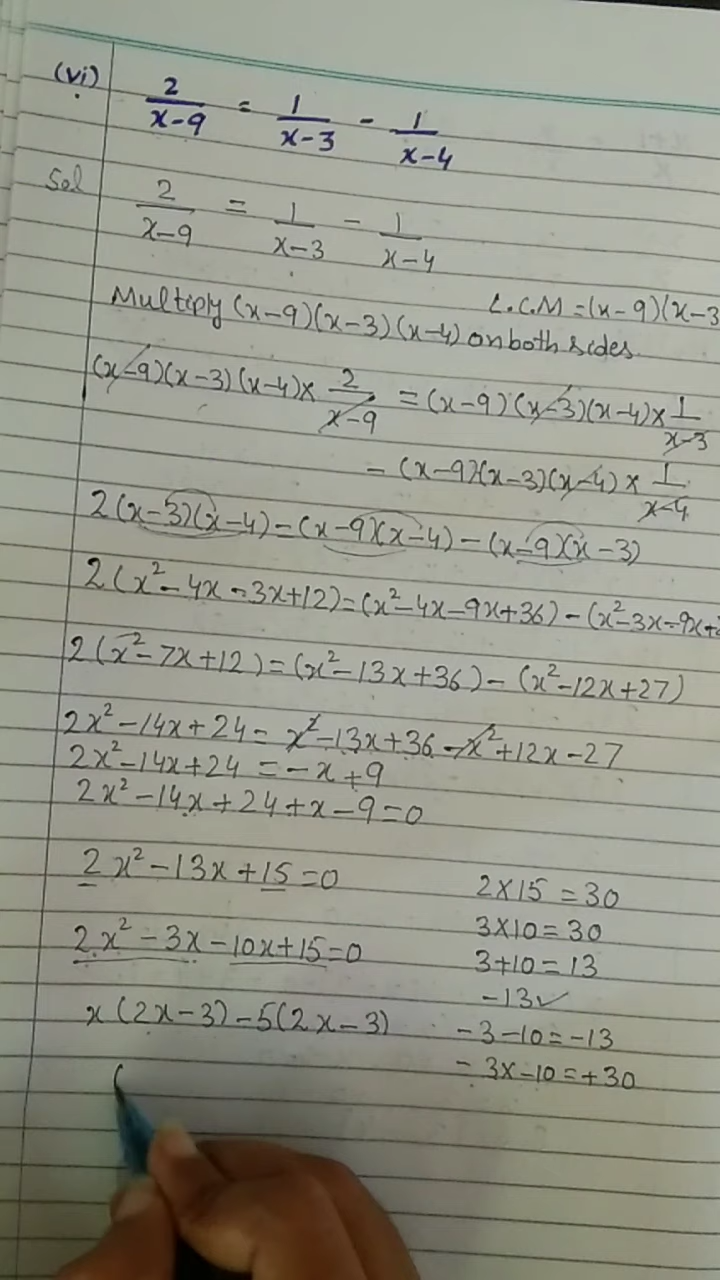 (vi) 2/(x-9) = 1/(x-3) - 1/(x-4)
Sol 2/(x-9) = 1/(x-3) - 1/(x-4)
L.C.M = (x-9)(x-3
Multiply (x-9)(x-3)(x-4) on both sides.
(x-9)(x-3)(x-4) × 2/(x-9) = (x-9)(x-3)(x-4) × 1/(x-3)
- (x-9)(x-3)(x-4) × 1/(x-4)
2(x-3)(x-4) = (x-9)(x-4) - (x-9)(x-3)
2(x²-4x-3x+12) = (x²-4x-9x+36) - (x²-3x-9x+
2(x²-7x+12) = (x²-13x+36) - (x²-12x+27)
2x²-14x+24 = x²-13x+36-x²+12x-27
2x²-14x+24 = -x+9
2x²-14x+24+x-9=0
2x²-13x+15=0
2x²-3x-10x+15=0
x(2x-3)-5(2x-3)
(
2×15=30
3×10=30
3+10=13
-13✓
-3-10=-13
-3×-10=+30